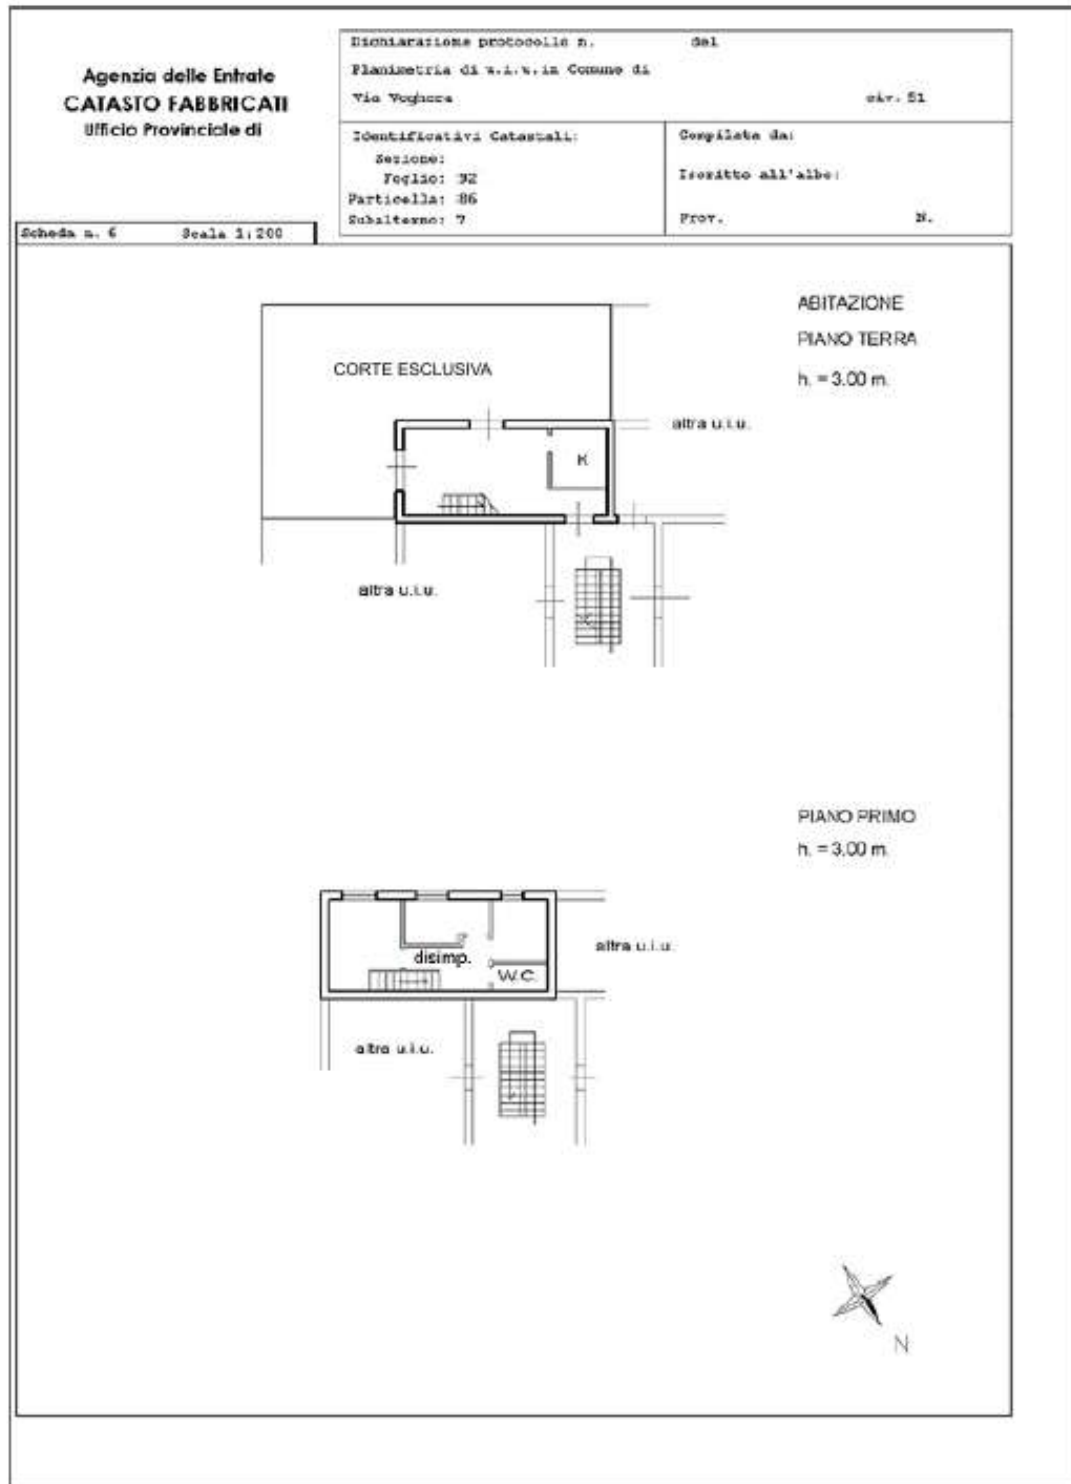 Agenzia delle Entrate
CATASTO FABBRICATI
Ufficio Provinciale di
Dichiarazione protocollo n. del
Planimetria di u.i.u. in Comune di
Via Voghera civ. 51
Identificativi Catastali:
Sezione:
Foglio: 92
Particella: 86
Subalterno: 7
Compilata da:
Iscritto all'albo:
Prov. N.
Scheda n. 6 Scala 1:200
ABITAZIONE
PIANO TERRA
h. = 3.00 m.
CORTE ESCLUSIVA
altra u.i.u.
K
altra u.i.u.
PIANO PRIMO
h. = 3.00 m.
altra u.i.u.
disimp.
W.C.
altra u.i.u.
N